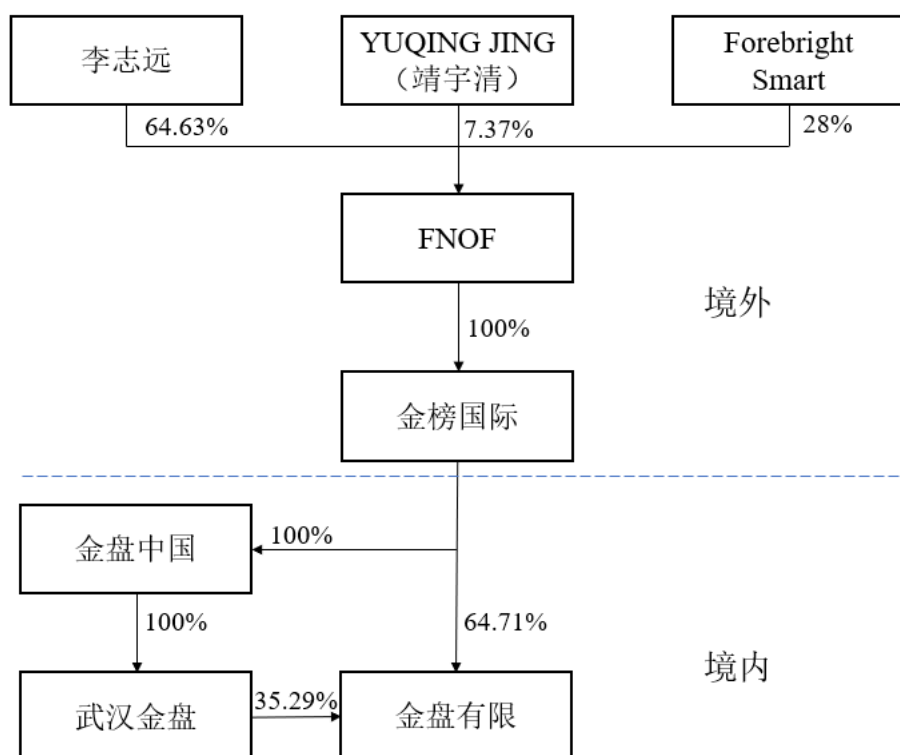 李志远
YUQING JING
（靖宇清）
Forebright
Smart
64.63%
7.37%
28%
FNOF
境外
100%
金榜国际
金盘中国
100%
100%
64.71%
境内
武汉金盘
35.29%
金盘有限